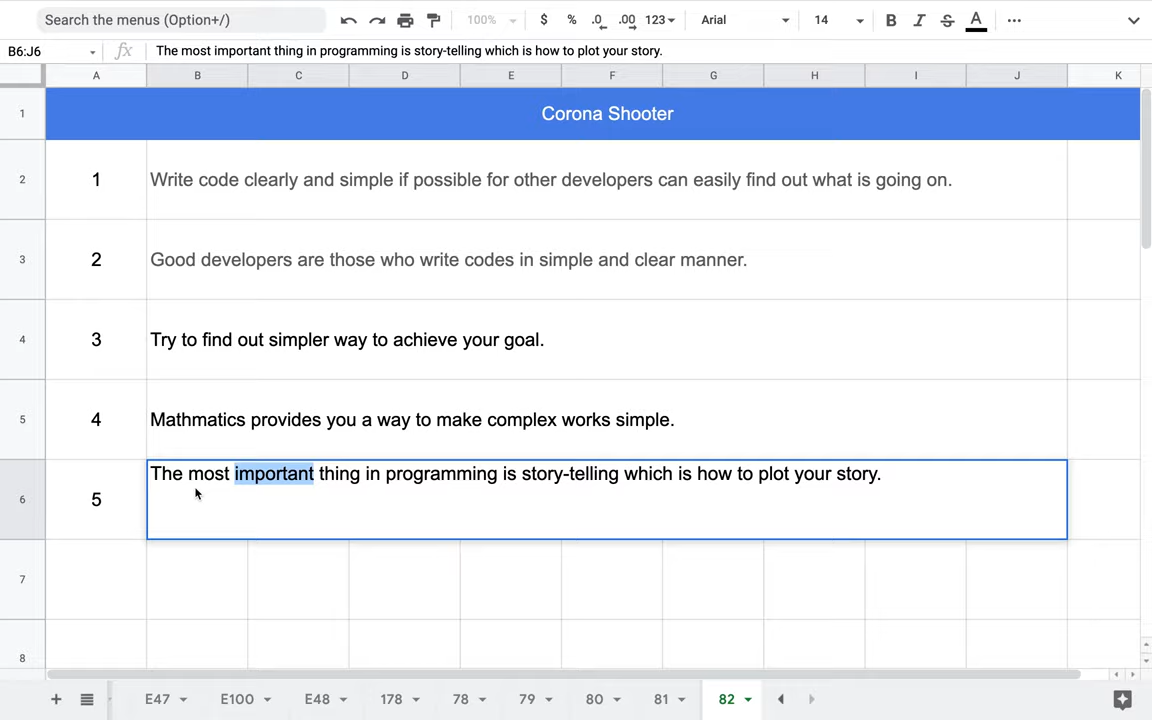 Search the menus (Option+/)
100%
$ % .0 .00 123
Arial
14
B I S A
B6:J6
fx
The most important thing in programming is story-telling which is how to plot your story.
A B C D E F G H I J K
1 Corona Shooter
2 1 Write code clearly and simple if possible for other developers can easily find out what is going on.
3 2 Good developers are those who write codes in simple and clear manner.
4 3 Try to find out simpler way to achieve your goal.
5 4 Mathmatics provides you a way to make complex works simple.
6 5 The most important thing in programming is story-telling which is how to plot your story.
7
8
+ E47 E100 E48 178 78 79 80 81 82